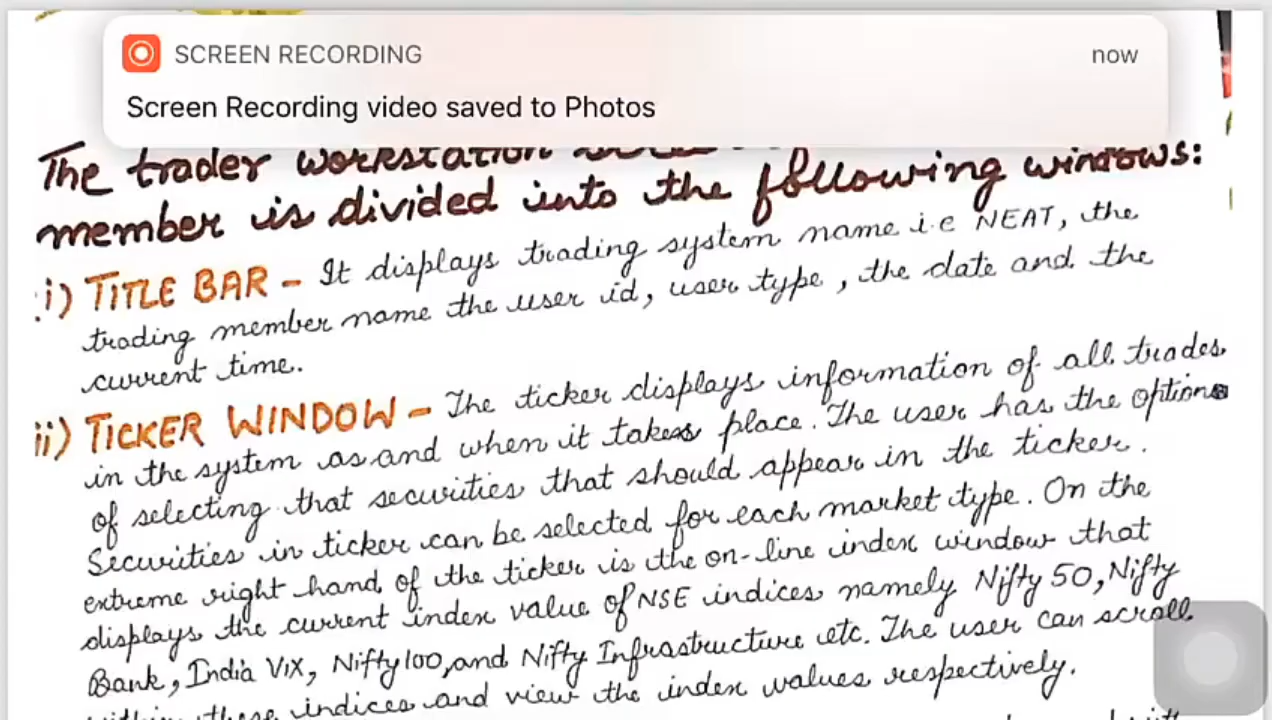 SCREEN RECORDING now
Screen Recording video saved to Photos
The trader workstation
member is divided into the following windows:
i) TITLE BAR - It displays trading system name i.e NEAT, the
trading member name the user id, user type, the date and the
current time.
ii) TICKER WINDOW - The ticker displays information of all trades
in the system as and when it takes place. The user has the option
of selecting that securities that should appear in the ticker.
Securities in ticker can be selected for each market type. On the
extreme right hand of the ticker is the on-line index window that
displays the current index value of NSE indices namely Nifty 50, Nifty
Bank, India VIX, Nifty100, and Nifty Infrastructure etc. The user can scroll
within these indices and view the index values respectively.